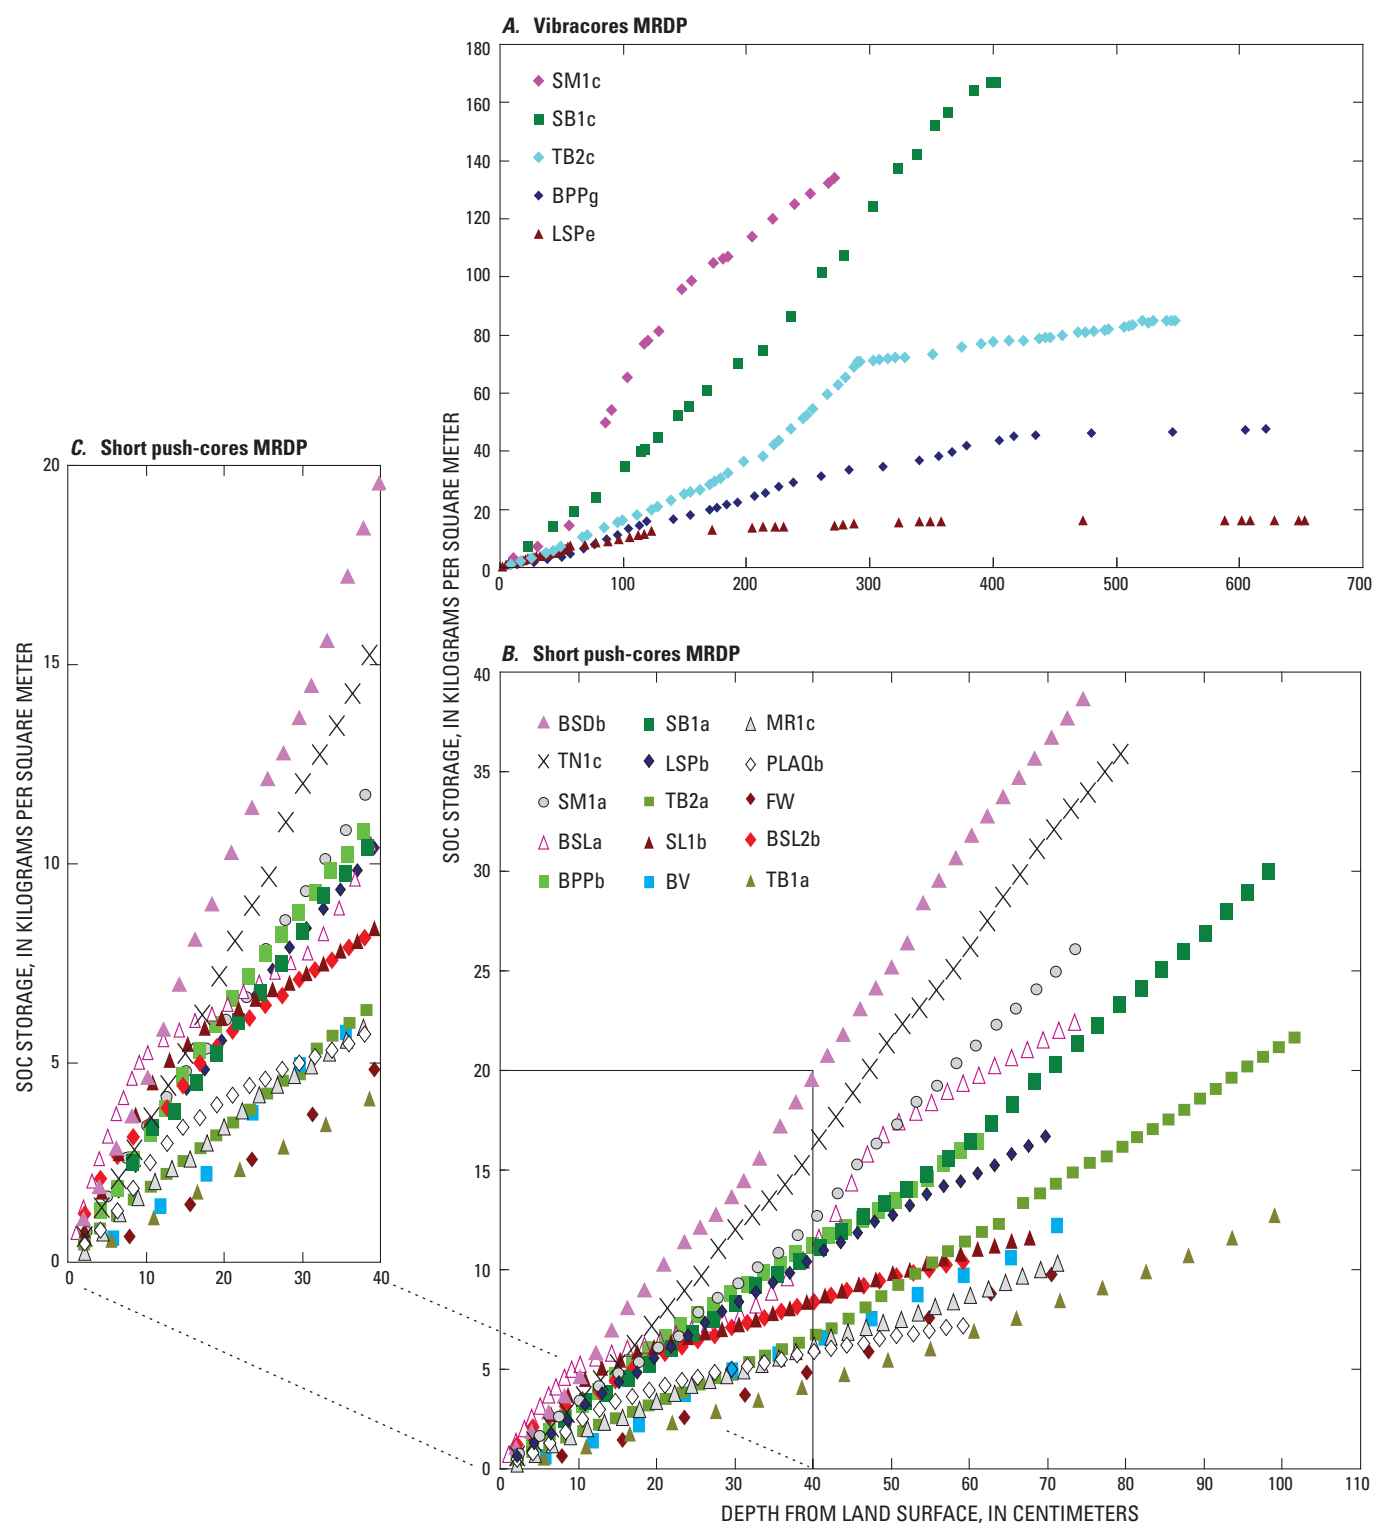 A. Vibracores MRDP
180
160
140
120
100
80
60
40
20
0
SM1c
SB1c
TB2c
BPPg
LSPe
0 100 200 300 400 500 600 700
SOC STORAGE, IN KILOGRAMS PER SQUARE METER
C. Short push-cores MRDP
20
15
10
5
0
0 10 20 30 40
SOC STORAGE, IN KILOGRAMS PER SQUARE METER
B. Short push-cores MRDP
40
35
30
25
20
15
10
5
0
BSDb SB1a MR1c
TN1c LSPb PLAQb
SM1a TB2a FW
BSLa SL1b BSL2b
BPPb BV TB1a
0 10 20 30 40 50 60 70 80 90 100 110
DEPTH FROM LAND SURFACE, IN CENTIMETERS